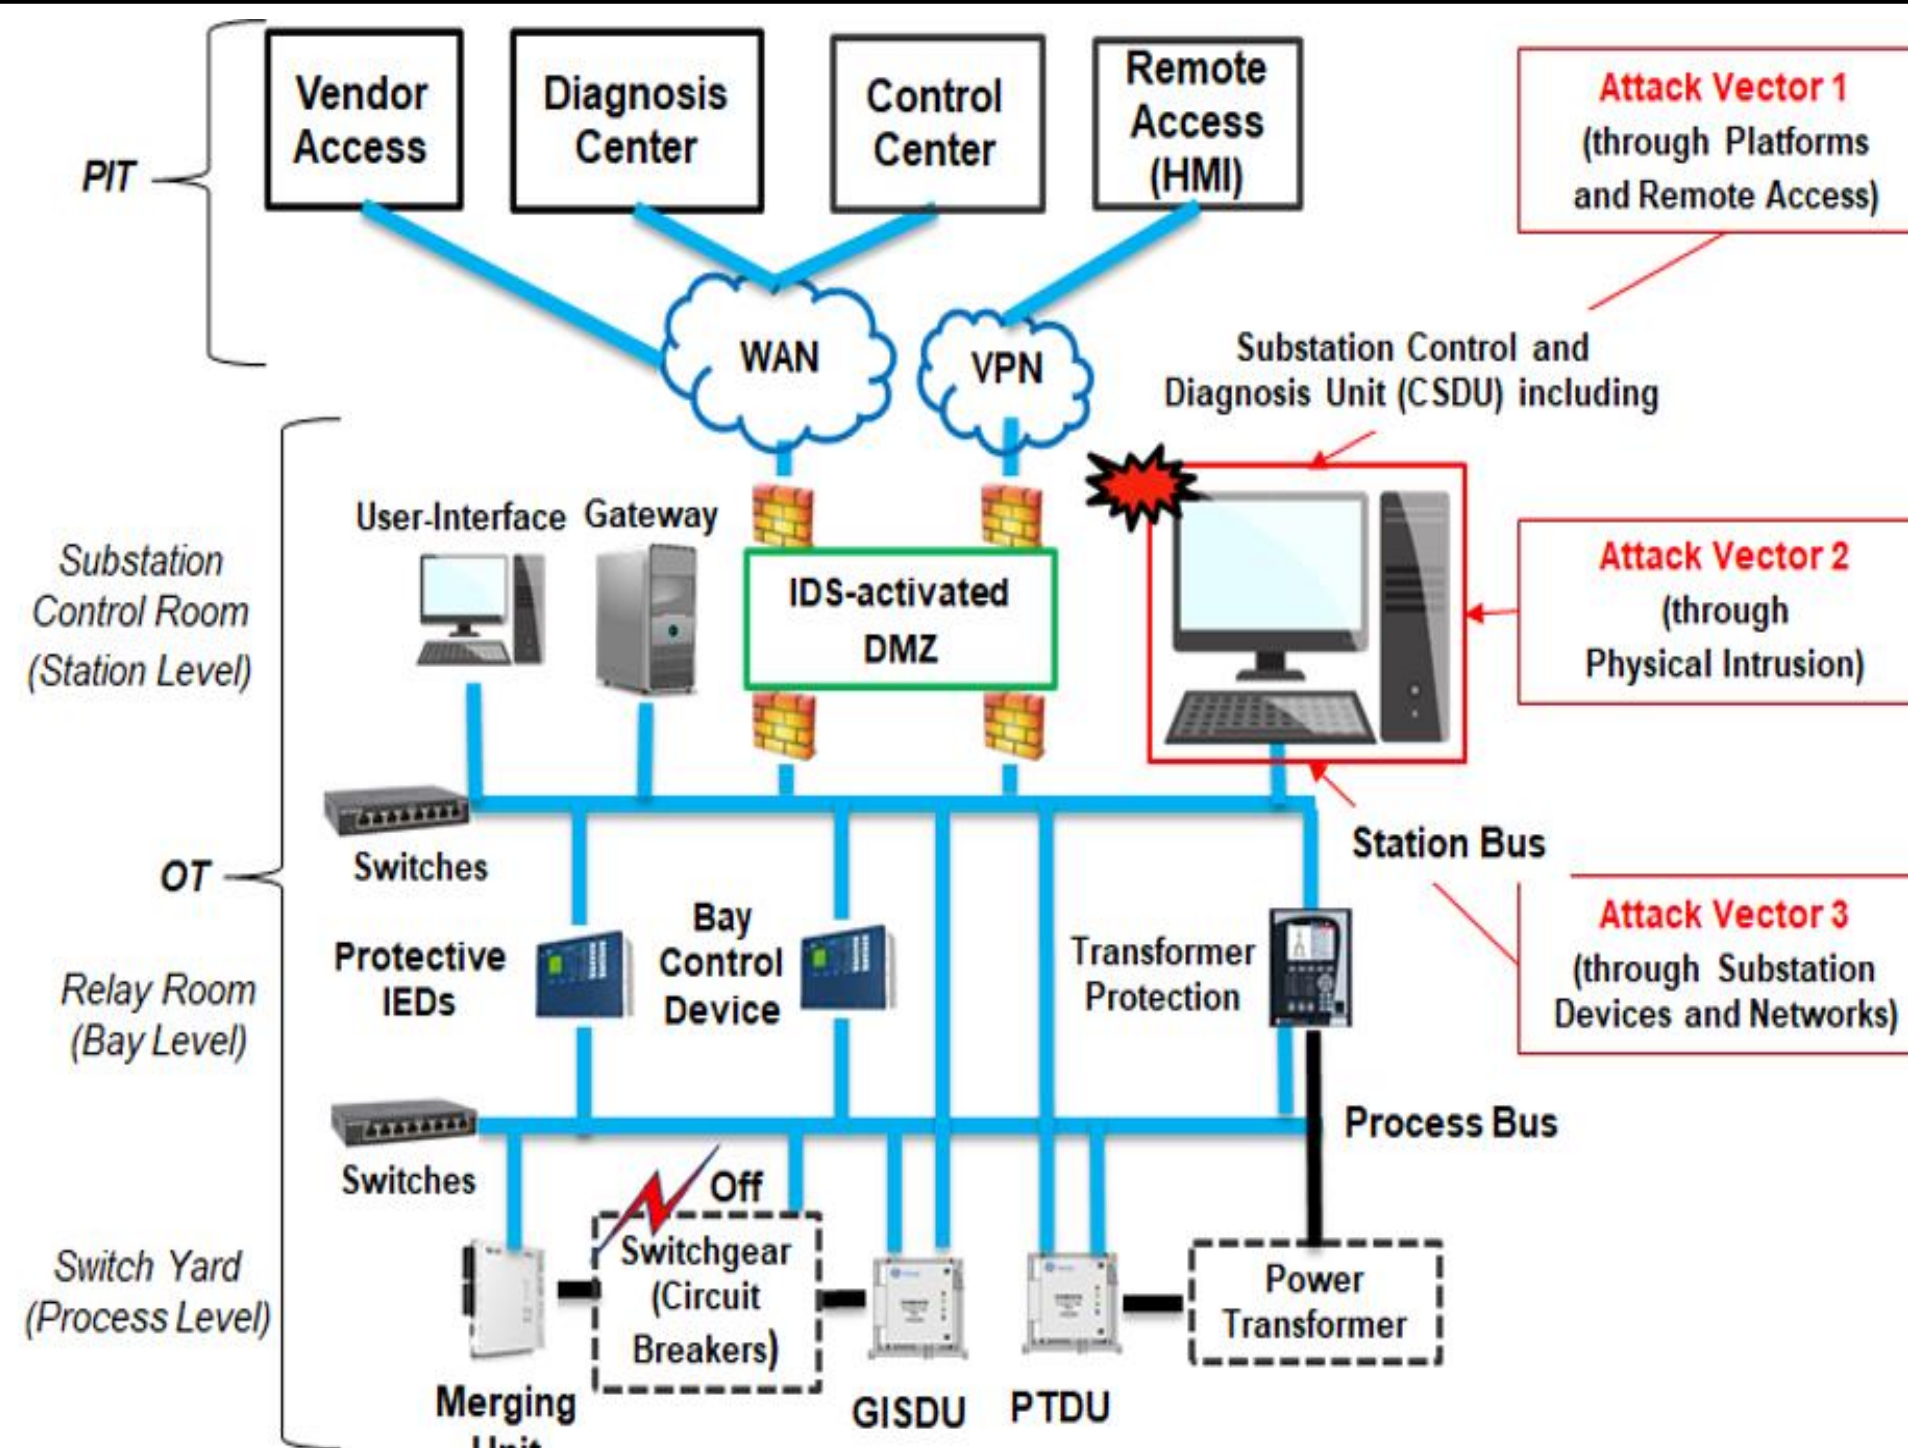 PIT
Vendor
Access
Diagnosis
Center
Control
Center
Remote
Access
(HMI)
Attack Vector 1
(through Platforms
and Remote Access)
WAN
VPN
Substation Control and
Diagnosis Unit (CSDU) including
OT
Substation
Control Room
(Station Level)
User-Interface
Gateway
IDS-activated
DMZ
Attack Vector 2
(through
Physical Intrusion)
Switches
Station Bus
Attack Vector 3
(through Substation
Devices and Networks)
Relay Room
(Bay Level)
Protective
IEDs
Bay
Control
Device
Transformer
Protection
Process Bus
Switches
Off
Switch Yard
(Process Level)
Switchgear
(Circuit
Breakers)
Power
Transformer
Merging
Unit
GISDU
PTDU